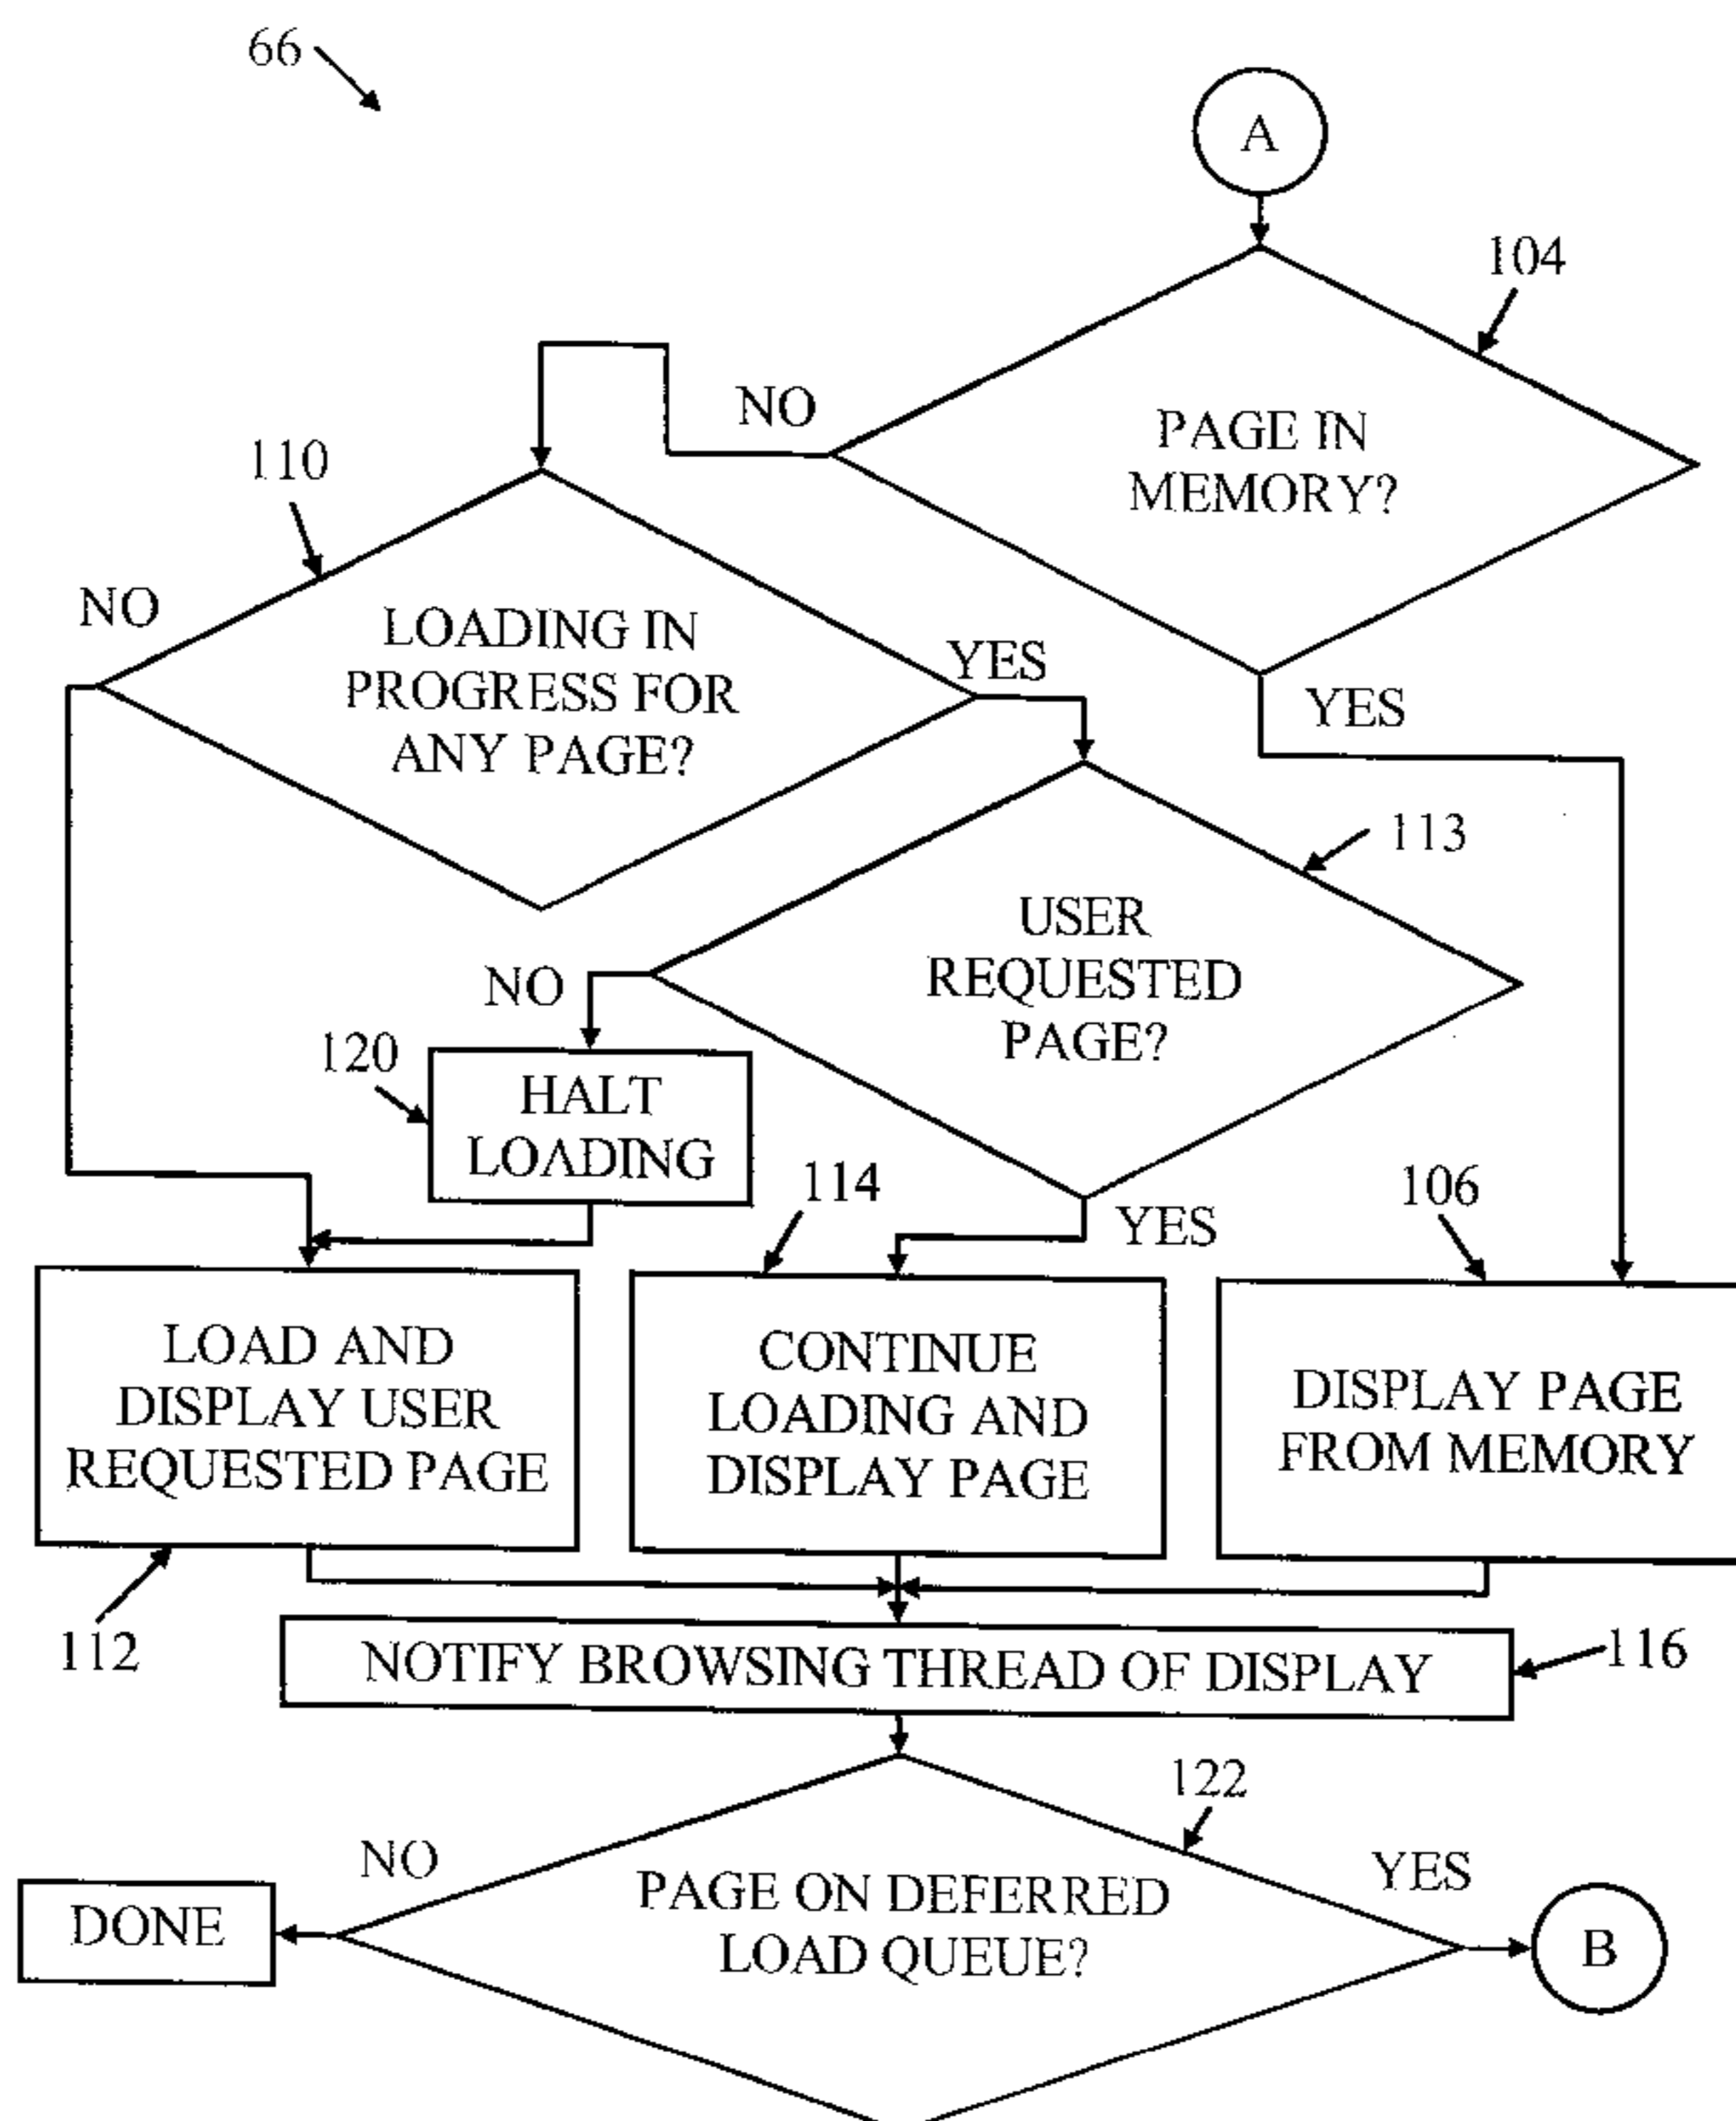 66
A
104
NO
PAGE IN
MEMORY?
110
NO
LOADING IN
PROGRESS FOR
ANY PAGE?
YES
YES
113
USER
REQUESTED
PAGE?
NO
120
HALT
LOADING
114
YES
106
LOAD AND
DISPLAY USER
REQUESTED PAGE
CONTINUE
LOADING AND
DISPLAY PAGE
DISPLAY PAGE
FROM MEMORY
112
NOTIFY BROWSING THREAD OF DISPLAY
116
122
NO
YES
DONE
PAGE ON DEFERRED
LOAD QUEUE?
B